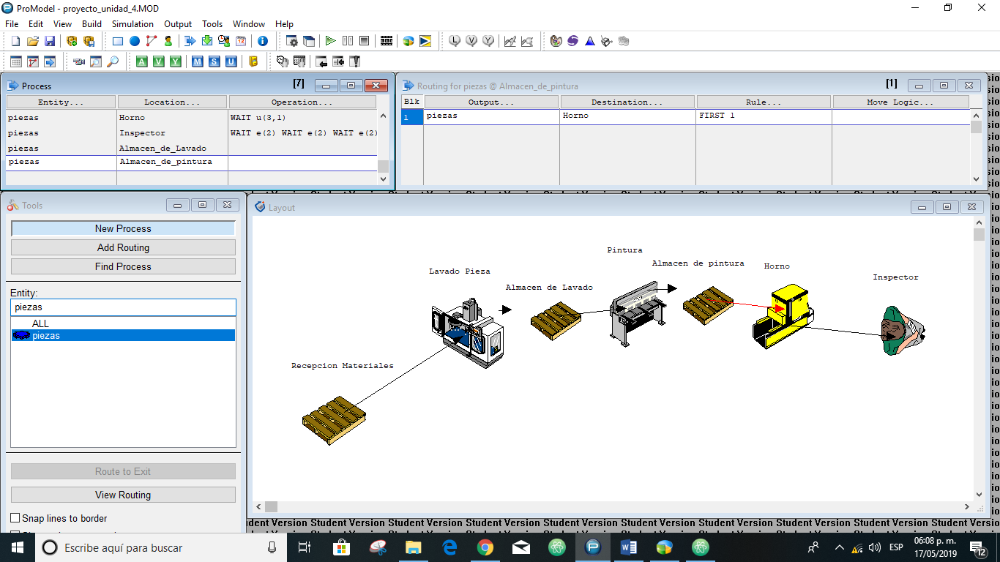 ProModel - proyecto_unidad_4.MOD
File Edit View Build Simulation Output Tools Window Help
Process [7]
Entity... Location... Operation...
piezas Horno WAIT u(3,1)
piezas Inspector WAIT e(2) WAIT e(2) WAIT e(2)
piezas Almacen_de_Lavado
piezas Almacen_de_pintura
Routing for piezas @ Almacen_de_pintura [1]
Blk Output... Destination... Rule... Move Logic...
1 piezas Horno FIRST 1
Tools
New Process
Add Routing
Find Process
Entity:
piezas
ALL
piezas
Route to Exit
View Routing
Snap lines to border
Layout
Pintura
Almacen de pintura
Horno
Lavado Pieza
Inspector
Almacen de Lavado
Recepcion Materiales
Student Version Student Version Student Version Student Version Student Version Student Version Student Version Student Version Student Version
Escribe aquí para buscar
ESP
06:08 p. m.
17/05/2019
12